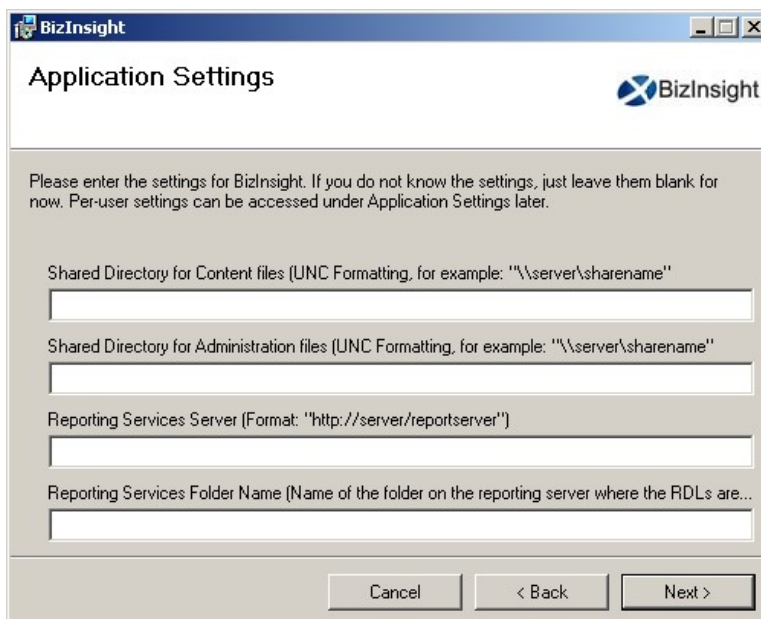 BizInsight
Application Settings
BizInsight
Please enter the settings for BizInsight. If you do not know the settings, just leave them blank for
now. Per-user settings can be accessed under Application Settings later.
Shared Directory for Content files (UNC Formatting, for example: "\\server\sharename"
Shared Directory for Administration files (UNC Formatting, for example: "\\server\sharename"
Reporting Services Server (Format: "http://server/reportserver")
Reporting Services Folder Name (Name of the folder on the reporting server where the RDLs are...
Cancel
< Back
Next >